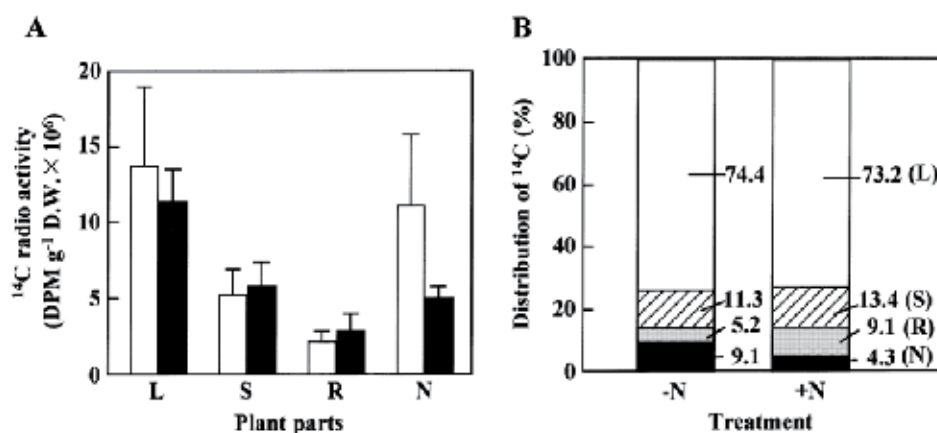 A
20
15
10
5
0
¹⁴C radio activity
(DPM g⁻¹ D.W. × 10⁶)
L S R N
Plant parts
B
100
80
60
40
20
0
Distribution of ¹⁴C (%)
74.4
11.3
5.2
9.1
73.2 (L)
13.4 (S)
9.1 (R)
4.3 (N)
-N +N
Treatment